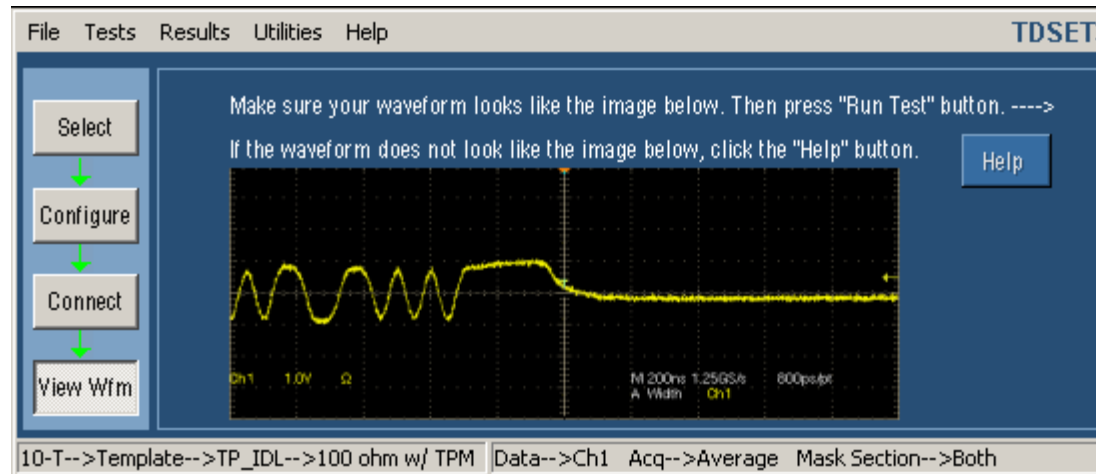 File Tests Results Utilities Help
Select
Configure
Connect
View Wfm
Make sure your waveform looks like the image below. Then press "Run Test" button. ---->
If the waveform does not look like the image below, click the "Help" button.
Help
Ch1 1.0V Ω
M 200ns 1.25GS/s 800ps/pt
A Width Ch1
10-T-->Template-->TP_IDL-->100 ohm w/ TPM
Data-->Ch1 Acq-->Average Mask Section-->Both